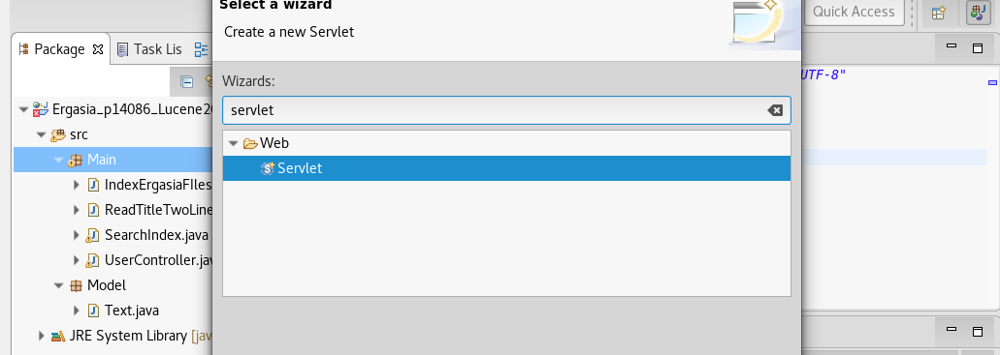 Select a wizard
Create a new Servlet
Quick Access
Package
Task Lis
Wizards:
UTF-8"
servlet
Ergasia_p14086_Lucene20
src
Web
Main
Servlet
IndexErgasiaFIles
ReadTitleTwoLine
SearchIndex.java
UserController.jav
Model
Text.java
JRE System Library [jav